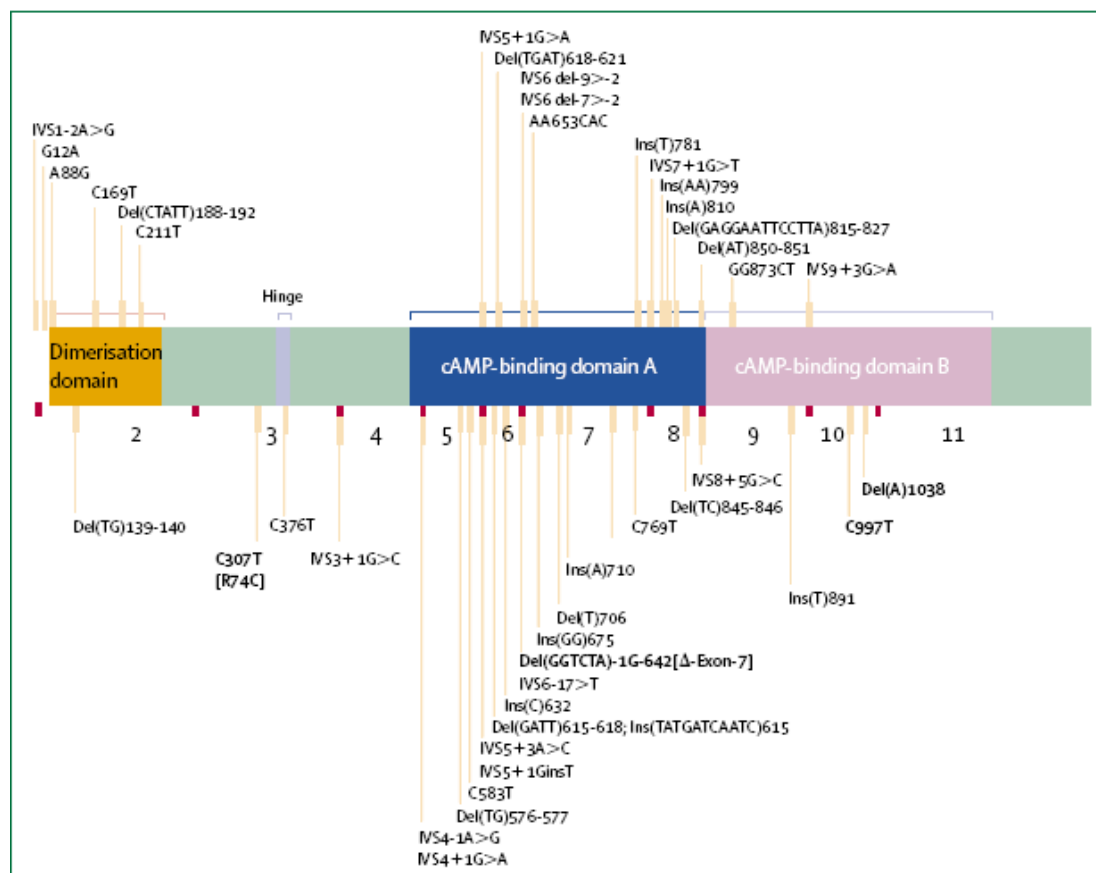 IVS5+1G>A
Del(TGAT)618-621
IVS6 del-9>-2
IVS6 del-7>-2
AA653CAC
IVS1-2A>G
G12A
A88G
C169T
Del(CTATT)188-192
C211T
Ins(T)781
IVS7+1G>T
Ins(AA)799
Ins(A)810
Del(GAGGAATTCCTTA)815-827
Del(AT)850-851
GG873CT
IVS9+3G>A
Hinge
Dimerisation
domain
cAMP-binding domain A
cAMP-binding domain B
2
3
4
5
6
7
8
9
10
11
Del(TG)139-140
C307T
[R74C]
C376T
IVS3+1G>C
C769T
IVS8+5G>C
Del(TC)845-846
Del(A)1038
C997T
Ins(T)891
Ins(A)710
Del(T)706
Ins(GG)675
Del(GGTCTA)-1G-642[Δ-Exon-7]
IVS6-17>T
Ins(C)632
Del(GATT)615-618; Ins(TATGATCAATC)615
IVS5+3A>C
IVS5+1GinsT
C583T
Del(TG)576-577
IVS4-1A>G
IVS4+1G>A